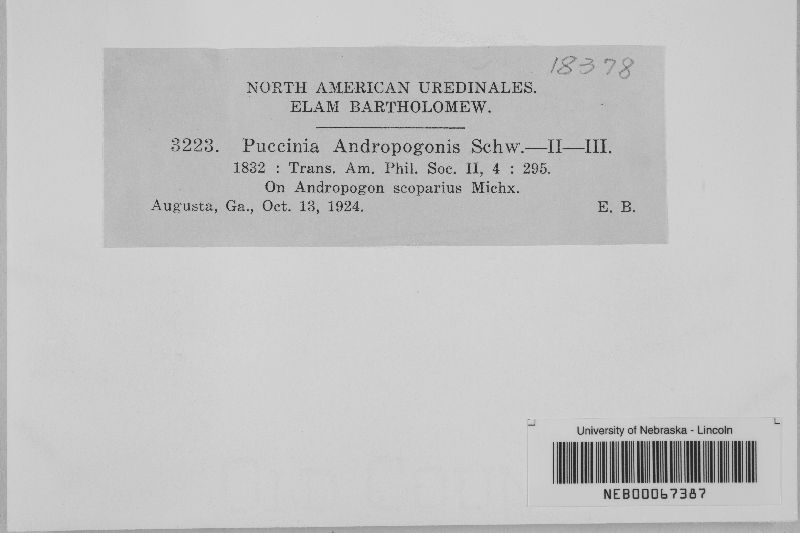 18378
NORTH AMERICAN UREDINALES.
ELAM BARTHOLOMEW.
3223. Puccinia Andropogonis Schw.—II—III.
1832 : Trans. Am. Phil. Soc. II, 4 : 295.
On Andropogon scoparius Michx.
Augusta, Ga., Oct. 13, 1924. E. B.
University of Nebraska - Lincoln
NEB00067387